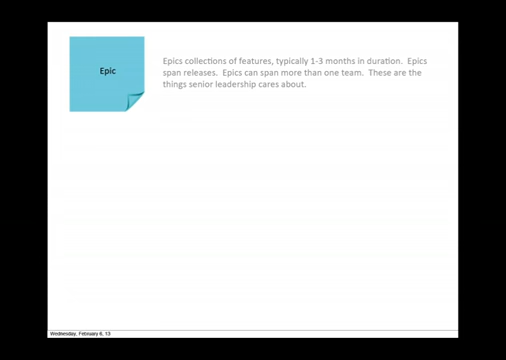 Epic
Epics collections of features, typically 1-3 months in duration. Epics
span releases. Epics can span more than one team. These are the
things senior leadership cares about.
Wednesday, February 6, 13